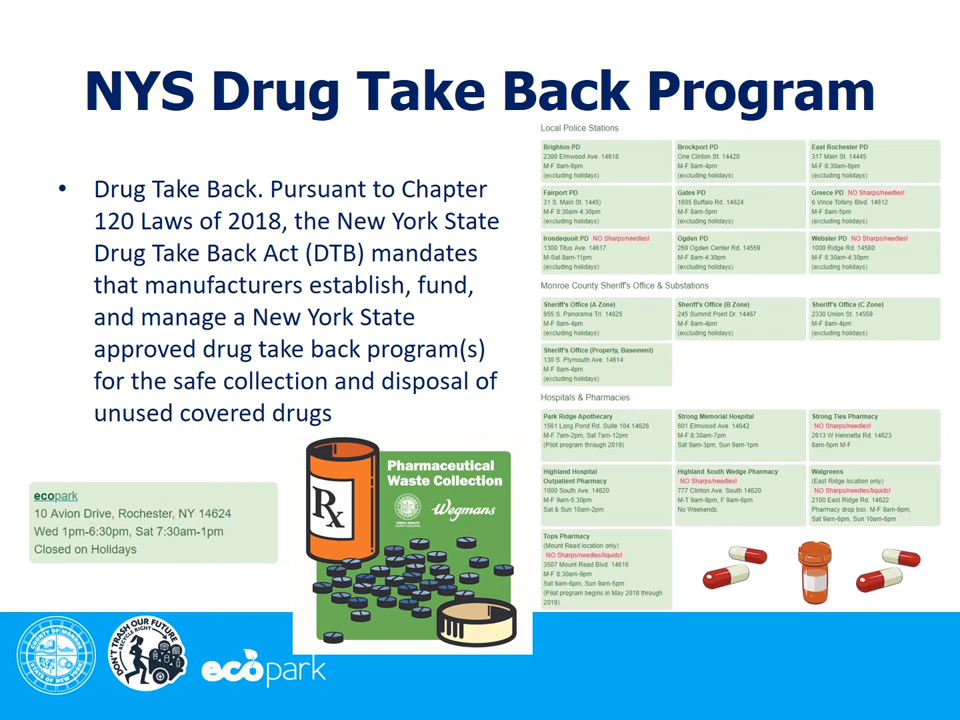 NYS Drug Take Back Program
• Drug Take Back. Pursuant to Chapter
120 Laws of 2018, the New York State
Drug Take Back Act (DTB) mandates
that manufacturers establish, fund,
and manage a New York State
approved drug take back program(s)
for the safe collection and disposal of
unused covered drugs
ecopark
10 Avion Drive, Rochester, NY 14624
Wed 1pm-6:30pm, Sat 7:30am-1pm
Closed on Holidays
Rx
Pharmaceutical
Waste Collection
Wegmans
Local Police Stations
Brighton PD
2300 Elmwood Ave. 14618
M-F 8am-6pm
(excluding holidays)
Brockport PD
One Clinton St. 14420
M-F 8am-4pm
(excluding holidays)
East Rochester PD
317 Main St. 14445
M-F 8:30am-6pm
(excluding holidays)
Fairport PD
31 S. Main St. 1445)
M-F 8:30am-4:30pm
(excluding holidays)
Gates PD
1605 Buffalo Rd. 14624
M-F 8am-5pm
(excluding holidays)
Greece PD NO Sharps/needles!
6 Vince Tofany Blvd. 14612
M-F 8am-5pm
(excluding holidays)
Irondequoit PD NO Sharps/needles!
1300 Titus Ave. 14617
M-Sat 8am-11pm
(excluding holidays)
Ogden PD
269 Ogden Center Rd. 14559
M-F 8am-4:30pm
(excluding holidays)
Webster PD NO Sharps/needles!
1000 Ridge Rd. 14580
M-F 8:30am-4:30pm
(excluding holidays)
Monroe County Sheriff's Office & Substations
Sheriff's Office (A Zone)
955 S. Panorama Trl. 14625
M-F 8am-4pm
(excluding holidays)
Sheriff's Office (B Zone)
245 Summit Point Dr. 14467
M-F 8am-4pm
(excluding holidays)
Sheriff's Office (C Zone)
2330 Union St. 14559
M-F 8am-4pm
(excluding holidays)
Sheriff's Office (Property, Basement)
130 S. Plymouth Ave. 14614
M-F 8am-4pm
(excluding holidays)
Hospitals & Pharmacies
Park Ridge Apothecary
1561 Long Pond Rd. Suite 104 14626
M-F 7am-2pm, Sat 7am-12pm
(Pilot program through 2019)
Strong Memorial Hospital
601 Elmwood Ave. 14642
M-F 8:30am-7pm
Sat 9am-3pm, Sun 9am-1pm
Strong Ties Pharmacy
NO Sharps/needles!
2613 W Henrietta Rd. 14623
8am-5pm M-F
Highland Hospital
Outpatient Pharmacy
1000 South Ave. 14620
M-F 9am-5:30pm
Sat & Sun 10am-2pm
Highland South Wedge Pharmacy
NO Sharps/needles!
777 Clinton Ave. South 14620
M-T 9am-8pm, F 9am-6pm
No Weekends
Walgreens
(East Ridge location only)
NO Sharps/needles/liquids!
2100 East Ridge Rd. 14622
Pharmacy drop box: M-F 9am-9pm,
Sat 9am-6pm, Sun 10am-6pm
Tops Pharmacy
(Mount Read location only)
NO Sharps/needles/liquids!
3507 Mount Read Blvd. 14616
M-F 8:30am-9pm
Sat 9am-6pm, Sun 9am-5pm
(Pilot program begins in May 2018 through
2019)
COUNTY OF MONROE
STATE OF NEW YORK
DON'T TRASH OUR FUTURE
RECYCLE RIGHT
ecopark